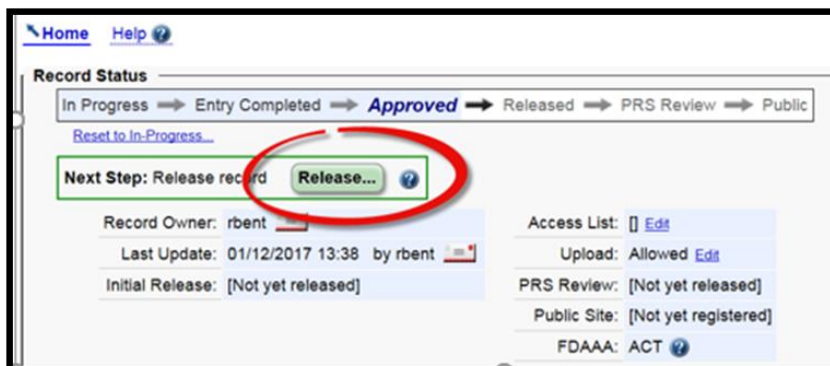 Home Help
Record Status
In Progress Entry Completed Approved Released PRS Review Public
Reset to In-Progress...
Next Step: Release record Release...
Record Owner: rbent
Last Update: 01/12/2017 13:38 by rbent
Initial Release: [Not yet released]
Access List: [] Edit
Upload: Allowed Edit
PRS Review: [Not yet released]
Public Site: [Not yet registered]
FDAAA: ACT